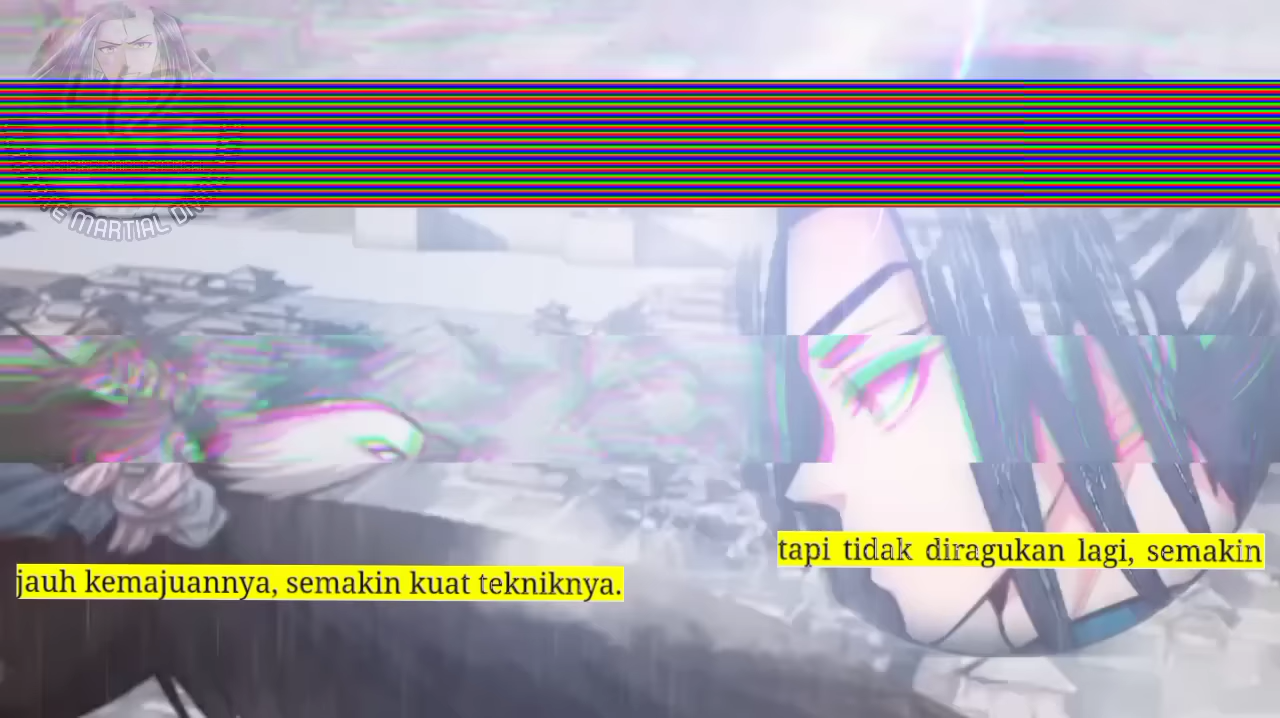 tapi tidak diragukan lagi, semakin
jauh kemajuannya, semakin kuat tekniknya.
MARTIAL